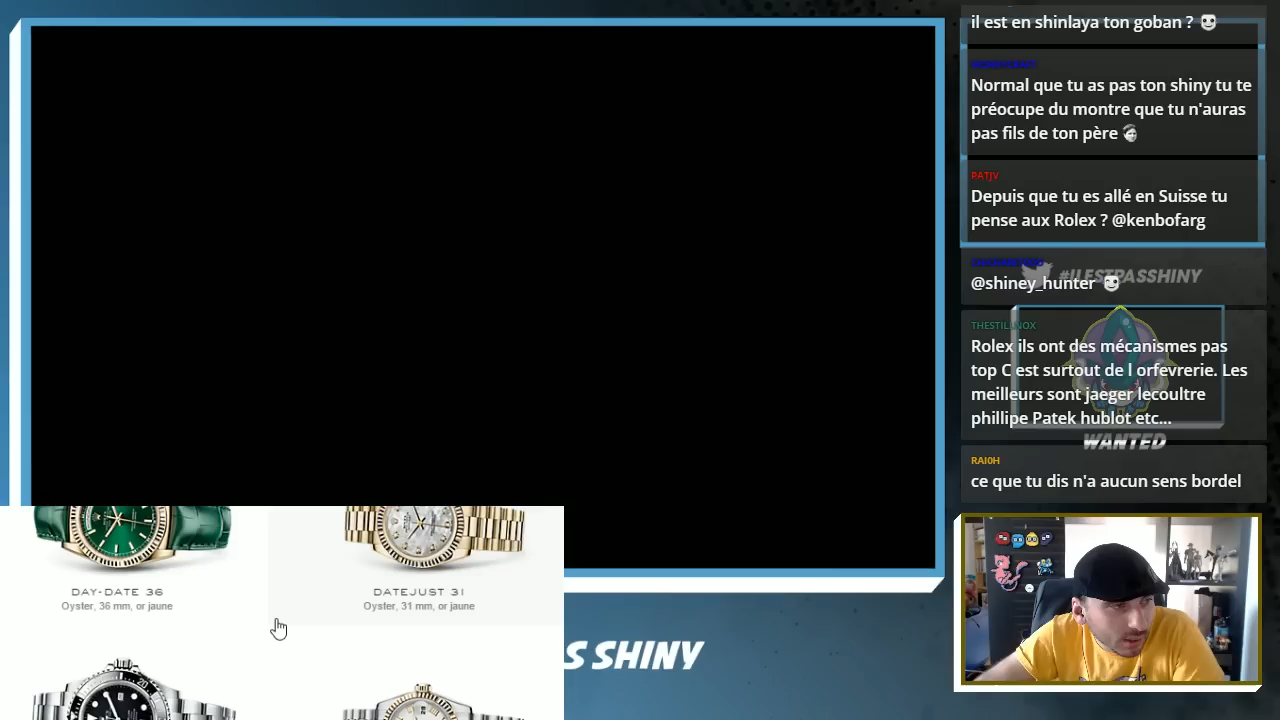 il est en shinlaya ton goban ?
Normal que tu as pas ton shiny tu te
préocupe du montre que tu n'auras
pas fils de ton père
PATJV
Depuis que tu es allé en Suisse tu
pense aux Rolex ? @kenbofarg
#ILESTPASSHINY
@shiney_hunter
THESTILLNOX
Rolex ils ont des mécanismes pas
top C est surtout de l orfevrerie. Les
meilleurs sont jaeger lecoultre
phillipe Patek hublot etc...
WANTED
RAI0H
ce que tu dis n'a aucun sens bordel
DAY-DATE 36
Oyster, 36 mm, or jaune
DATEJUST 31
Oyster, 31 mm, or jaune
S SHINY